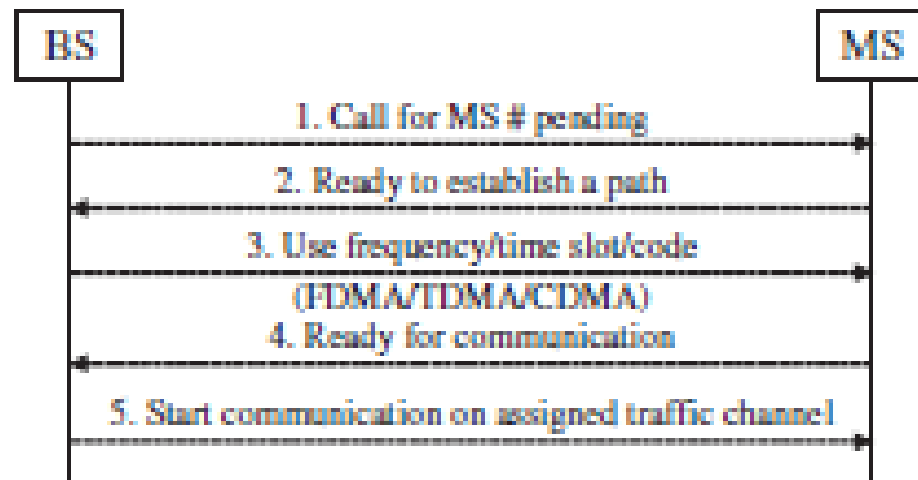 BS
MS
1. Call for MS # pending
2. Ready to establish a path
3. Use frequency/time slot/code
(FDMA/TDMA/CDMA)
4. Ready for communication
5. Start communication on assigned traffic channel